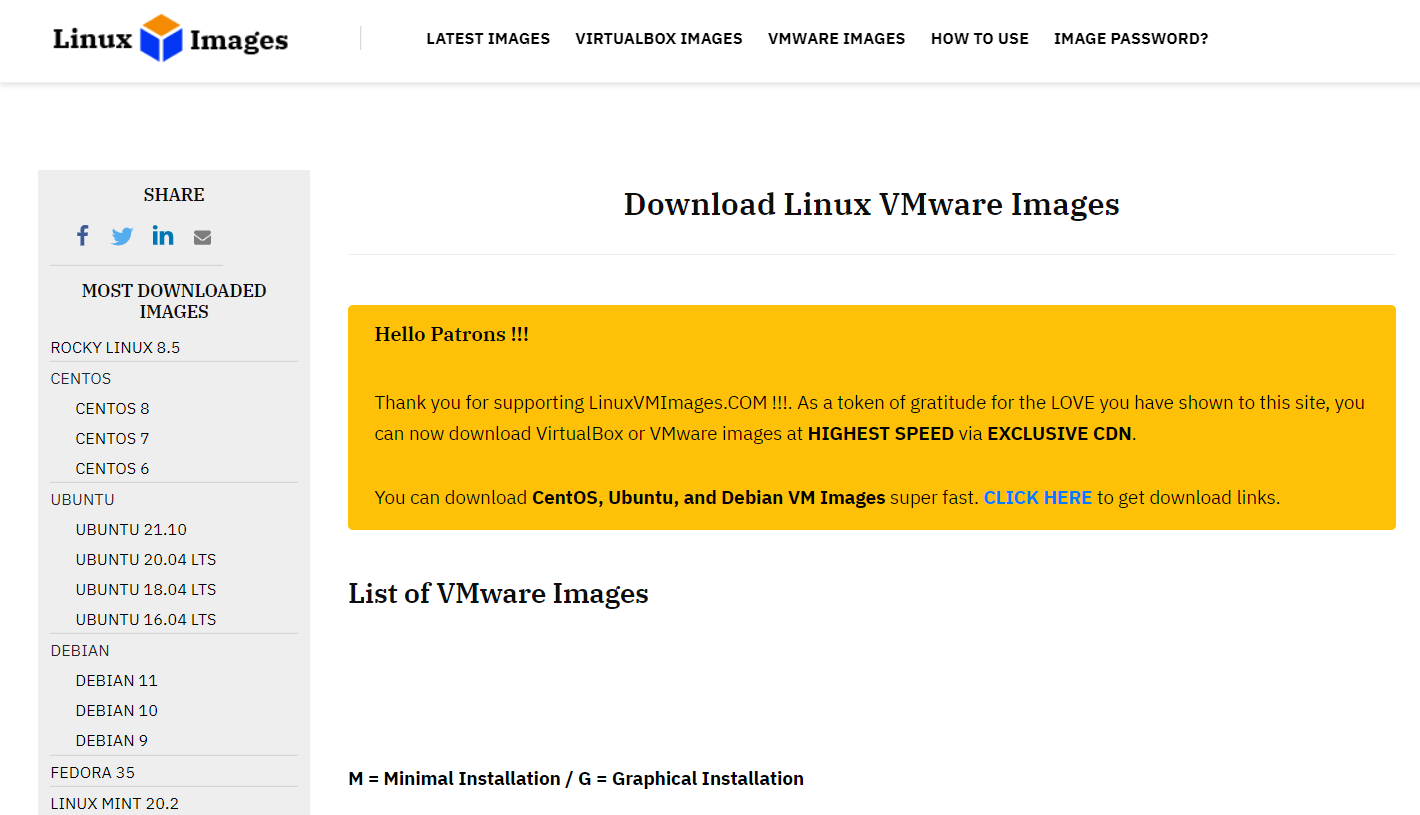 Linux Images
LATEST IMAGES
VIRTUALBOX IMAGES
VMWARE IMAGES
HOW TO USE
IMAGE PASSWORD?
SHARE
MOST DOWNLOADED
IMAGES
ROCKY LINUX 8.5
CENTOS
CENTOS 8
CENTOS 7
CENTOS 6
UBUNTU
UBUNTU 21.10
UBUNTU 20.04 LTS
UBUNTU 18.04 LTS
UBUNTU 16.04 LTS
DEBIAN
DEBIAN 11
DEBIAN 10
DEBIAN 9
FEDORA 35
LINUX MINT 20.2
Download Linux VMware Images
Hello Patrons !!!
Thank you for supporting LinuxVMImages.COM !!!. As a token of gratitude for the LOVE you have shown to this site, you
can now download VirtualBox or VMware images at HIGHEST SPEED via EXCLUSIVE CDN.
You can download CentOS, Ubuntu, and Debian VM Images super fast. CLICK HERE to get download links.
List of VMware Images
M = Minimal Installation / G = Graphical Installation